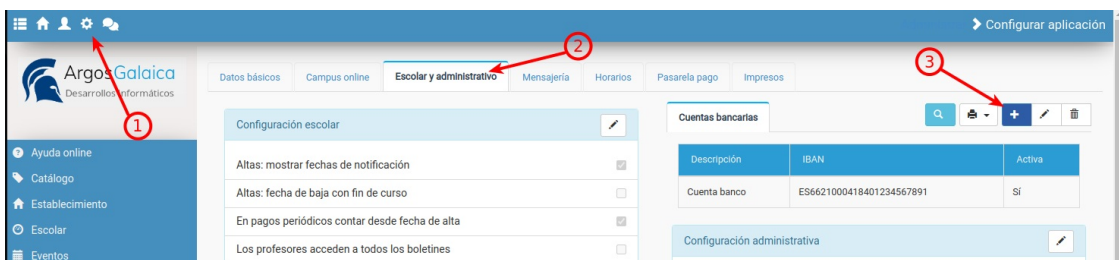 Configurar aplicación
ArgosGalaica
Desarrollos Informáticos
1
2
3
Datos básicos
Campus online
Escolar y administrativo
Mensajería
Horarios
Pasarela pago
Impresos
Ayuda online
Catálogo
Establecimiento
Escolar
Eventos
Configuración escolar
Altas: mostrar fechas de notificación
Altas: fecha de baja con fin de curso
En pagos periódicos contar desde fecha de alta
Los profesores acceden a todos los boletines
Cuentas bancarias
Descripción IBAN Activa
Cuenta banco ES6621000418401234567891 Sí
Configuración administrativa